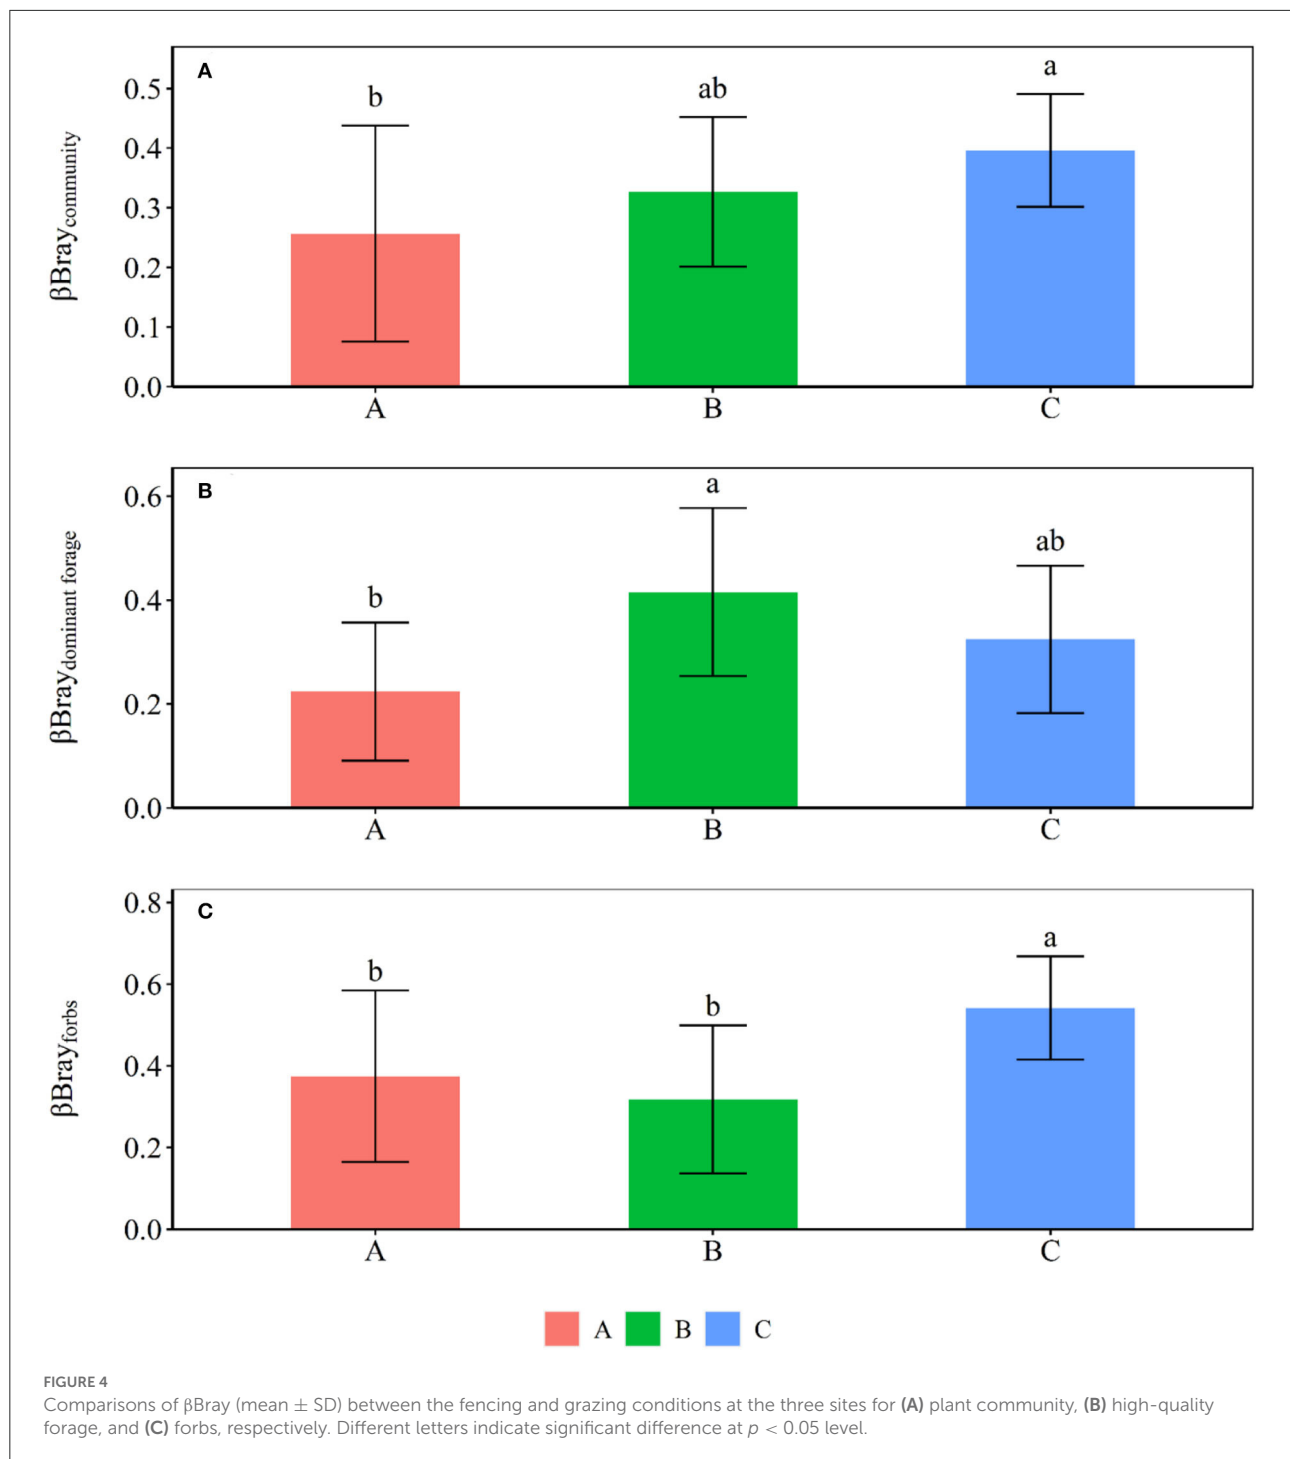 A
b
ab
a
0.5
0.4
0.3
0.2
0.1
0.0
βBraycommunity
A B C
B
b
a
ab
0.6
0.4
0.2
0.0
βBraydominant forage
A B C
C
b
b
a
0.8
0.6
0.4
0.2
0.0
βBrayforbs
A B C
A B C
FIGURE 4
Comparisons of βBray (mean ± SD) between the fencing and grazing conditions at the three sites for (A) plant community, (B) high-quality
forage, and (C) forbs, respectively. Different letters indicate significant difference at p < 0.05 level.